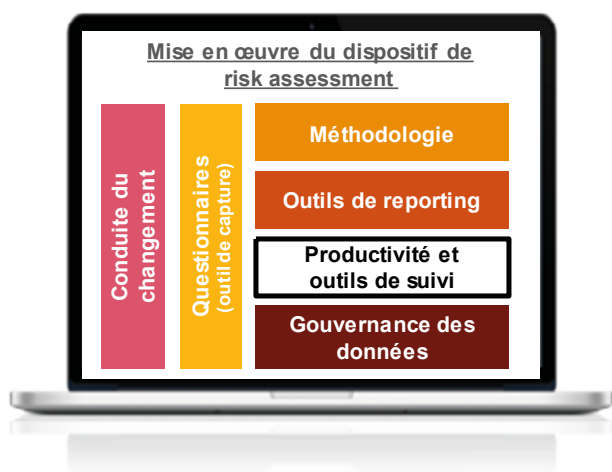 Mise en œuvre du dispositif de
risk assessment
Conduite du
changement
Questionnaires
(outil de capture)
Méthodologie
Outils de reporting
Productivité et
outils de suivi
Gouvernance des
données